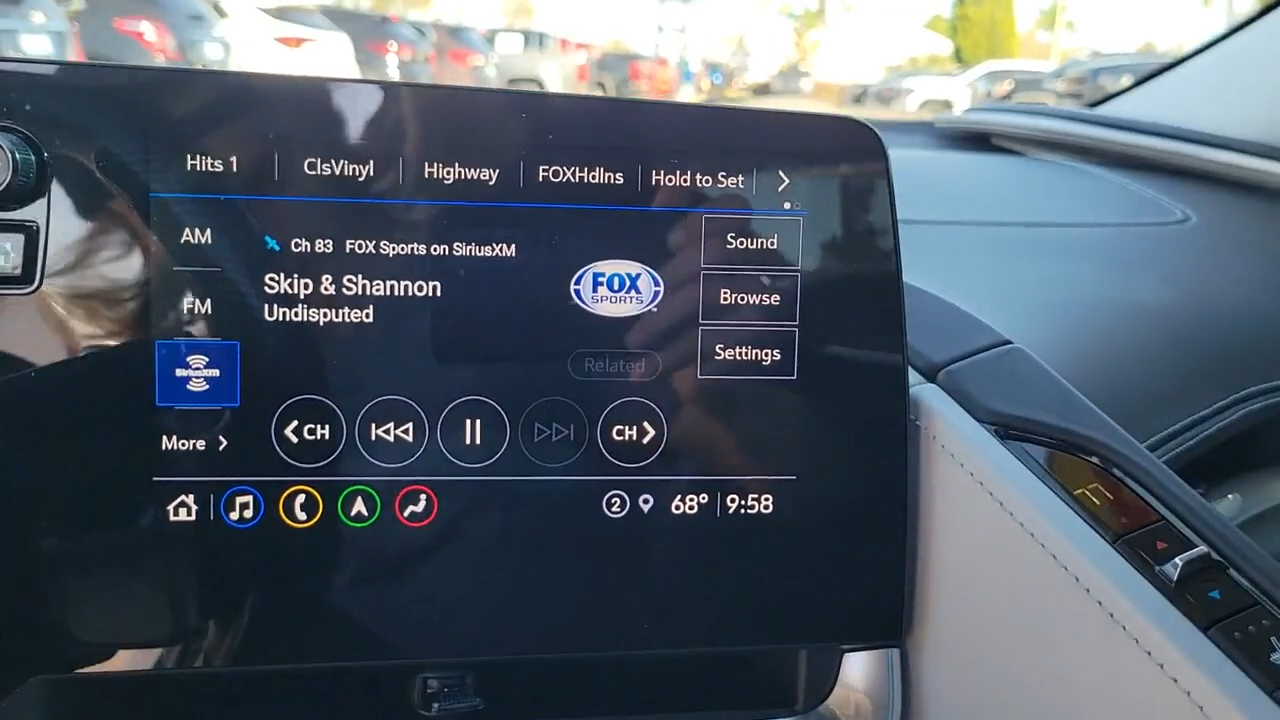 Hits 1
ClsVinyl
Highway
FOXHdlns
Hold to Set
AM
FM
SiriusXM
More
Ch 83 FOX Sports on SiriusXM
Skip & Shannon
Undisputed
FOX
SPORTS
Related
Sound
Browse
Settings
CH
CH
2
68° 9:58